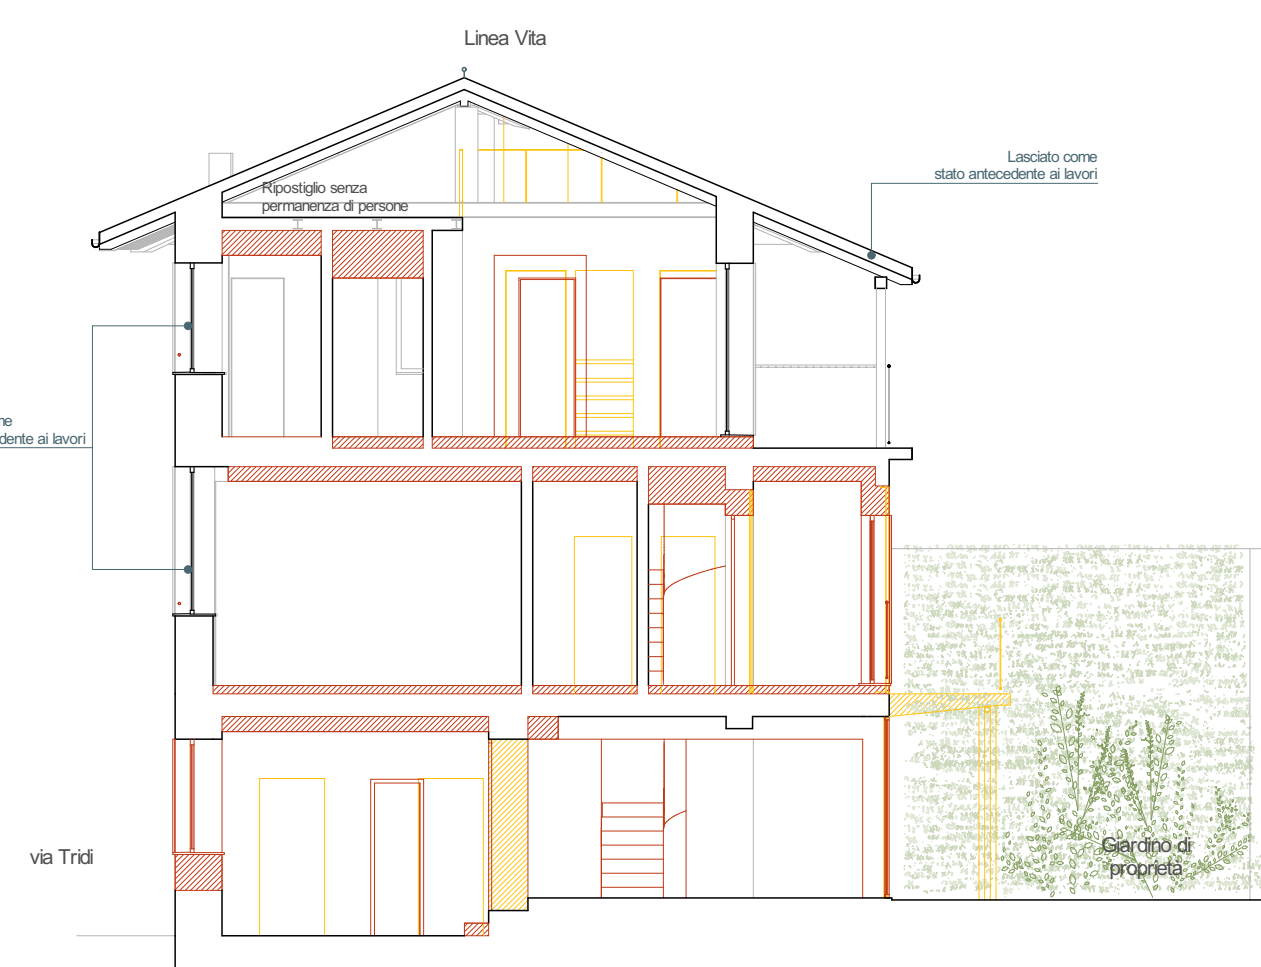 Linea Vita
Lasciato come
stato antecedente ai lavori
Ripostiglio senza
permanenza di persone
dente ai lavori
via Tridi
Giardino di
proprietà